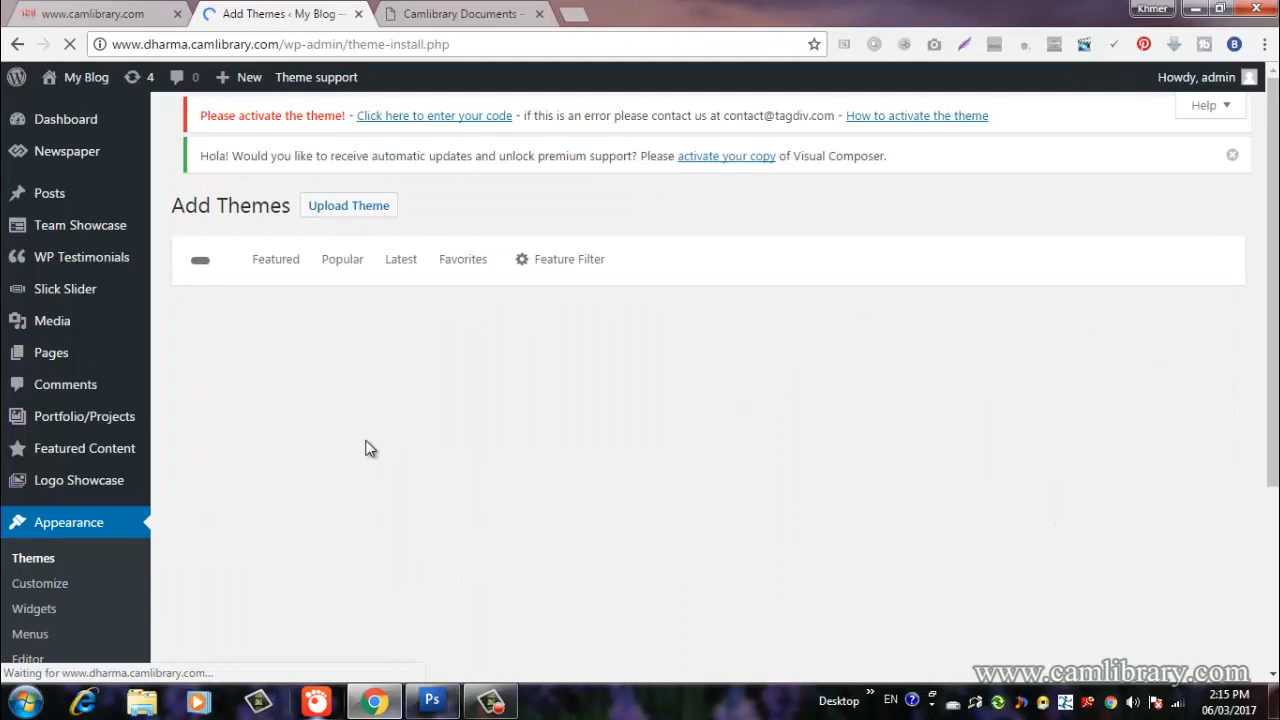 www.camlibrary.com
Add Themes ‹ My Blog —
Camlibrary Documents –
Khmer
www.dharma.camlibrary.com/wp-admin/theme-install.php
My Blog
4
0
New
Theme support
Howdy, admin
Dashboard
Newspaper
Posts
Team Showcase
WP Testimonials
Slick Slider
Media
Pages
Comments
Portfolio/Projects
Featured Content
Logo Showcase
Appearance
Themes
Customize
Widgets
Menus
Editor
Please activate the theme! - Click here to enter your code - if this is an error please contact us at contact@tagdiv.com - How to activate the theme
Help
Hola! Would you like to receive automatic updates and unlock premium support? Please activate your copy of Visual Composer.
Add Themes
Upload Theme
Featured
Popular
Latest
Favorites
Feature Filter
Waiting for www.dharma.camlibrary.com...
www.camlibrary.com
Ps
Desktop
EN
2:15 PM
06/03/2017